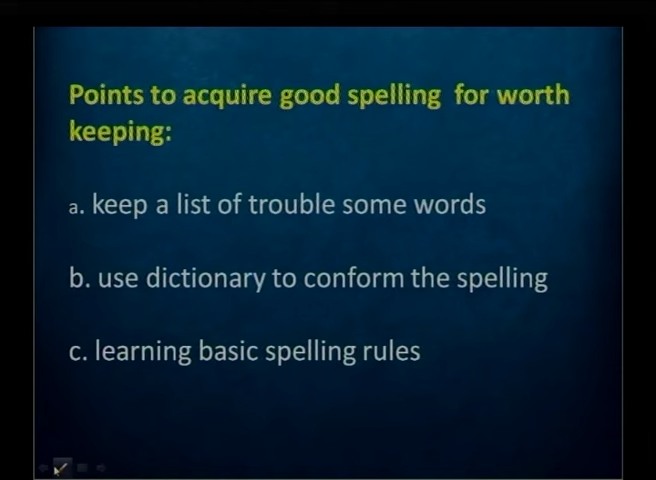 Points to acquire good spelling for worth
keeping:
a. keep a list of trouble some words
b. use dictionary to conform the spelling
c. learning basic spelling rules